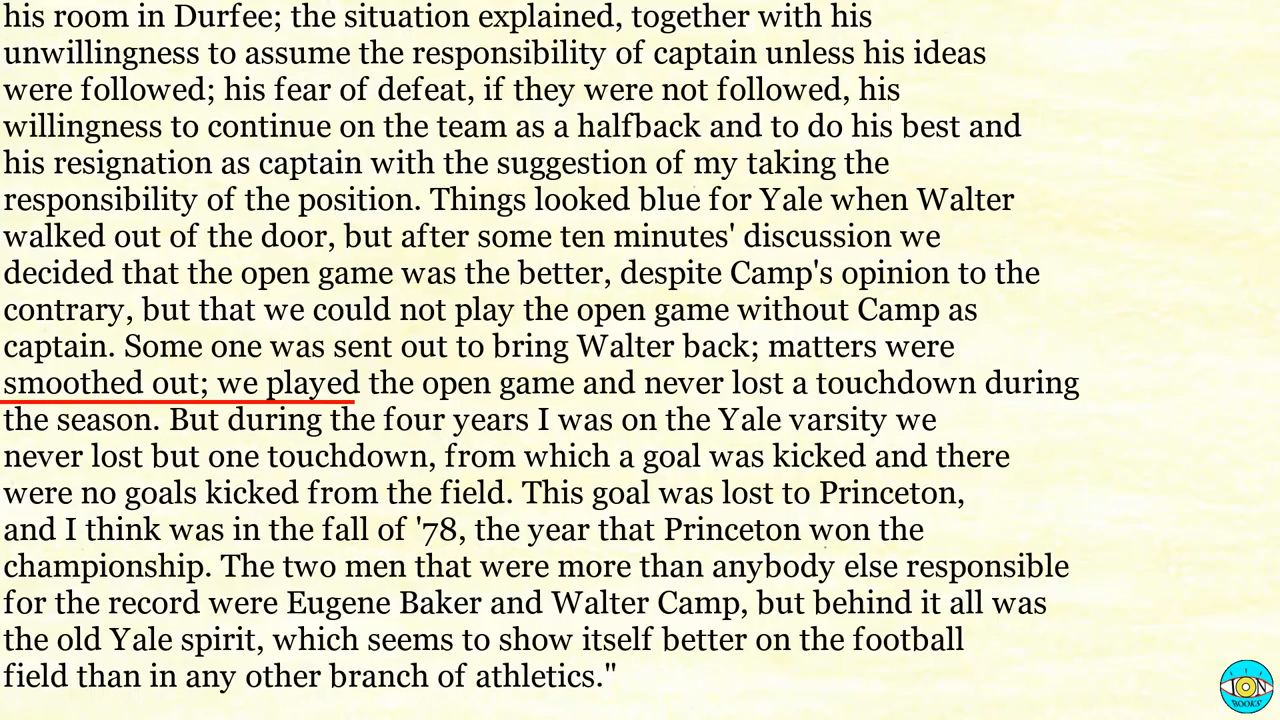 his room in Durfee; the situation explained, together with his
unwillingness to assume the responsibility of captain unless his ideas
were followed; his fear of defeat, if they were not followed, his
willingness to continue on the team as a halfback and to do his best and
his resignation as captain with the suggestion of my taking the
responsibility of the position. Things looked blue for Yale when Walter
walked out of the door, but after some ten minutes' discussion we
decided that the open game was the better, despite Camp's opinion to the
contrary, but that we could not play the open game without Camp as
captain. Some one was sent out to bring Walter back; matters were
smoothed out; we played the open game and never lost a touchdown during
the season. But during the four years I was on the Yale varsity we
never lost but one touchdown, from which a goal was kicked and there
were no goals kicked from the field. This goal was lost to Princeton,
and I think was in the fall of '78, the year that Princeton won the
championship. The two men that were more than anybody else responsible
for the record were Eugene Baker and Walter Camp, but behind it all was
the old Yale spirit, which seems to show itself better on the football
field than in any other branch of athletics."
ION
BOOKS